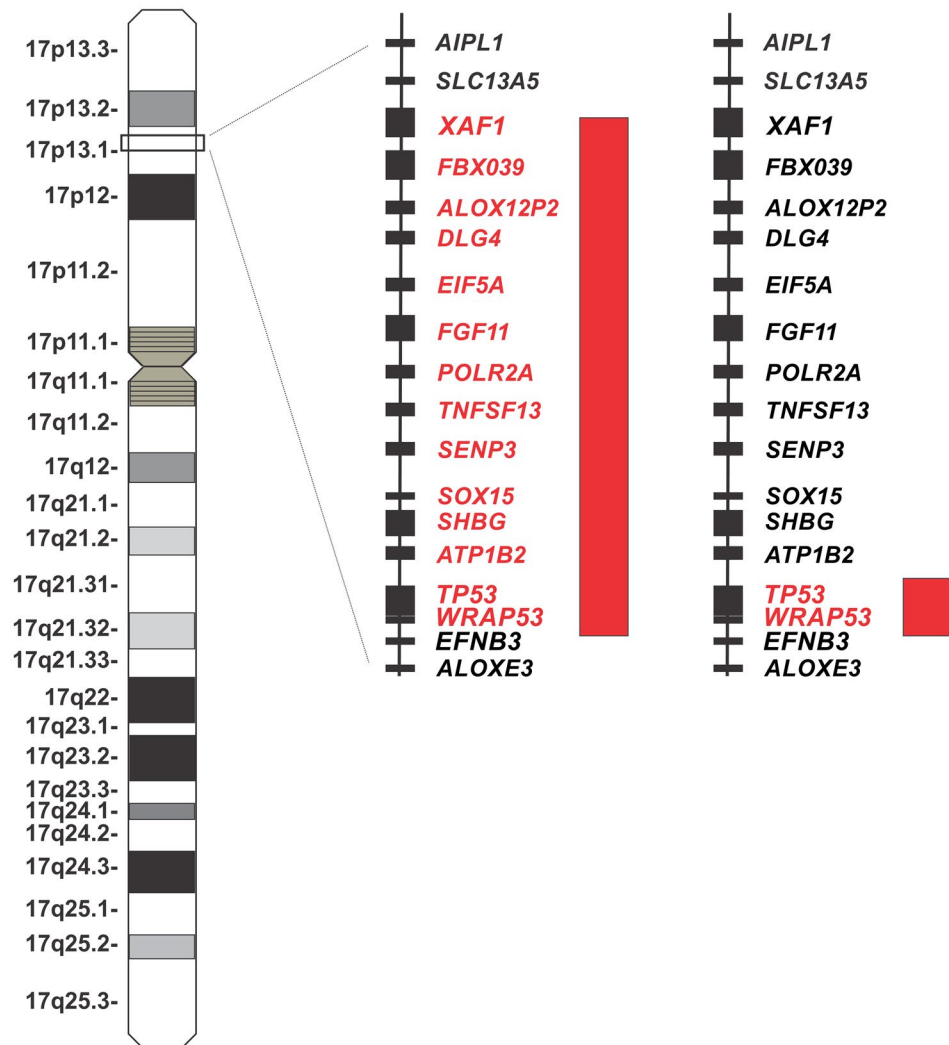 17p13.3-
17p13.2-
17p13.1-
17p12-
17p11.2-
17p11.1-
17q11.1-
17q11.2-
17q12-
17q21.1-
17q21.2-
17q21.31-
17q21.32-
17q21.33-
17q22-
17q23.1-
17q23.2-
17q23.3-
17q24.1-
17q24.2-
17q24.3-
17q25.1-
17q25.2-
17q25.3-
AIPL1
SLC13A5
XAF1
FBX039
ALOX12P2
DLG4
EIF5A
FGF11
POLR2A
TNFSF13
SENP3
SOX15
SHBG
ATP1B2
TP53
WRAP53
EFNB3
ALOXE3
AIPL1
SLC13A5
XAF1
FBX039
ALOX12P2
DLG4
EIF5A
FGF11
POLR2A
TNFSF13
SENP3
SOX15
SHBG
ATP1B2
TP53
WRAP53
EFNB3
ALOXE3